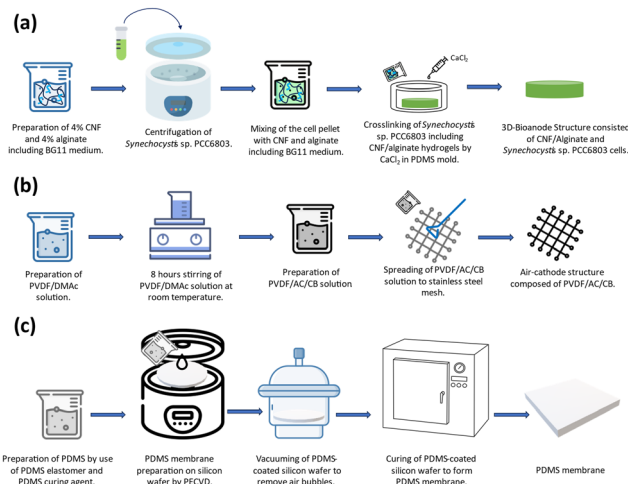 (a)
CaCl2
Preparation of 4% CNF
and 4% alginate
including BG11 medium.
Centrifugation of
Synechocystis sp. PCC6803.
Mixing of the cell pellet
with CNF and alginate
including BG11 medium.
Crosslinking of Synechocystis
sp. PCC6803 including
CNF/alginate hydrogels by
CaCl2 in PDMS mold.
3D-Bioanode Structure consisted
of CNF/Alginate and
Synechocystis sp. PCC6803 cells.
(b)
Preparation of
PVDF/DMAc
solution.
8 hours stirring of
PVDF/DMAc solution at
room temperature.
Preparation of
PVDF/AC/CB solution
Spreading of PVDF/AC/CB
solution to stainless steel
mesh.
Air-cathode structure
composed of PVDF/AC/CB.
(c)
Preparation of PDMS by use
of PDMS elastomer and
PDMS curing agent.
PDMS membrane
preparation on silicon
wafer by PECVD.
Vacuuming of PDMS-
coated silicon wafer to
remove air bubbles.
Curing of PDMS-coated
silicon wafer to form
PDMS membrane.
PDMS membrane